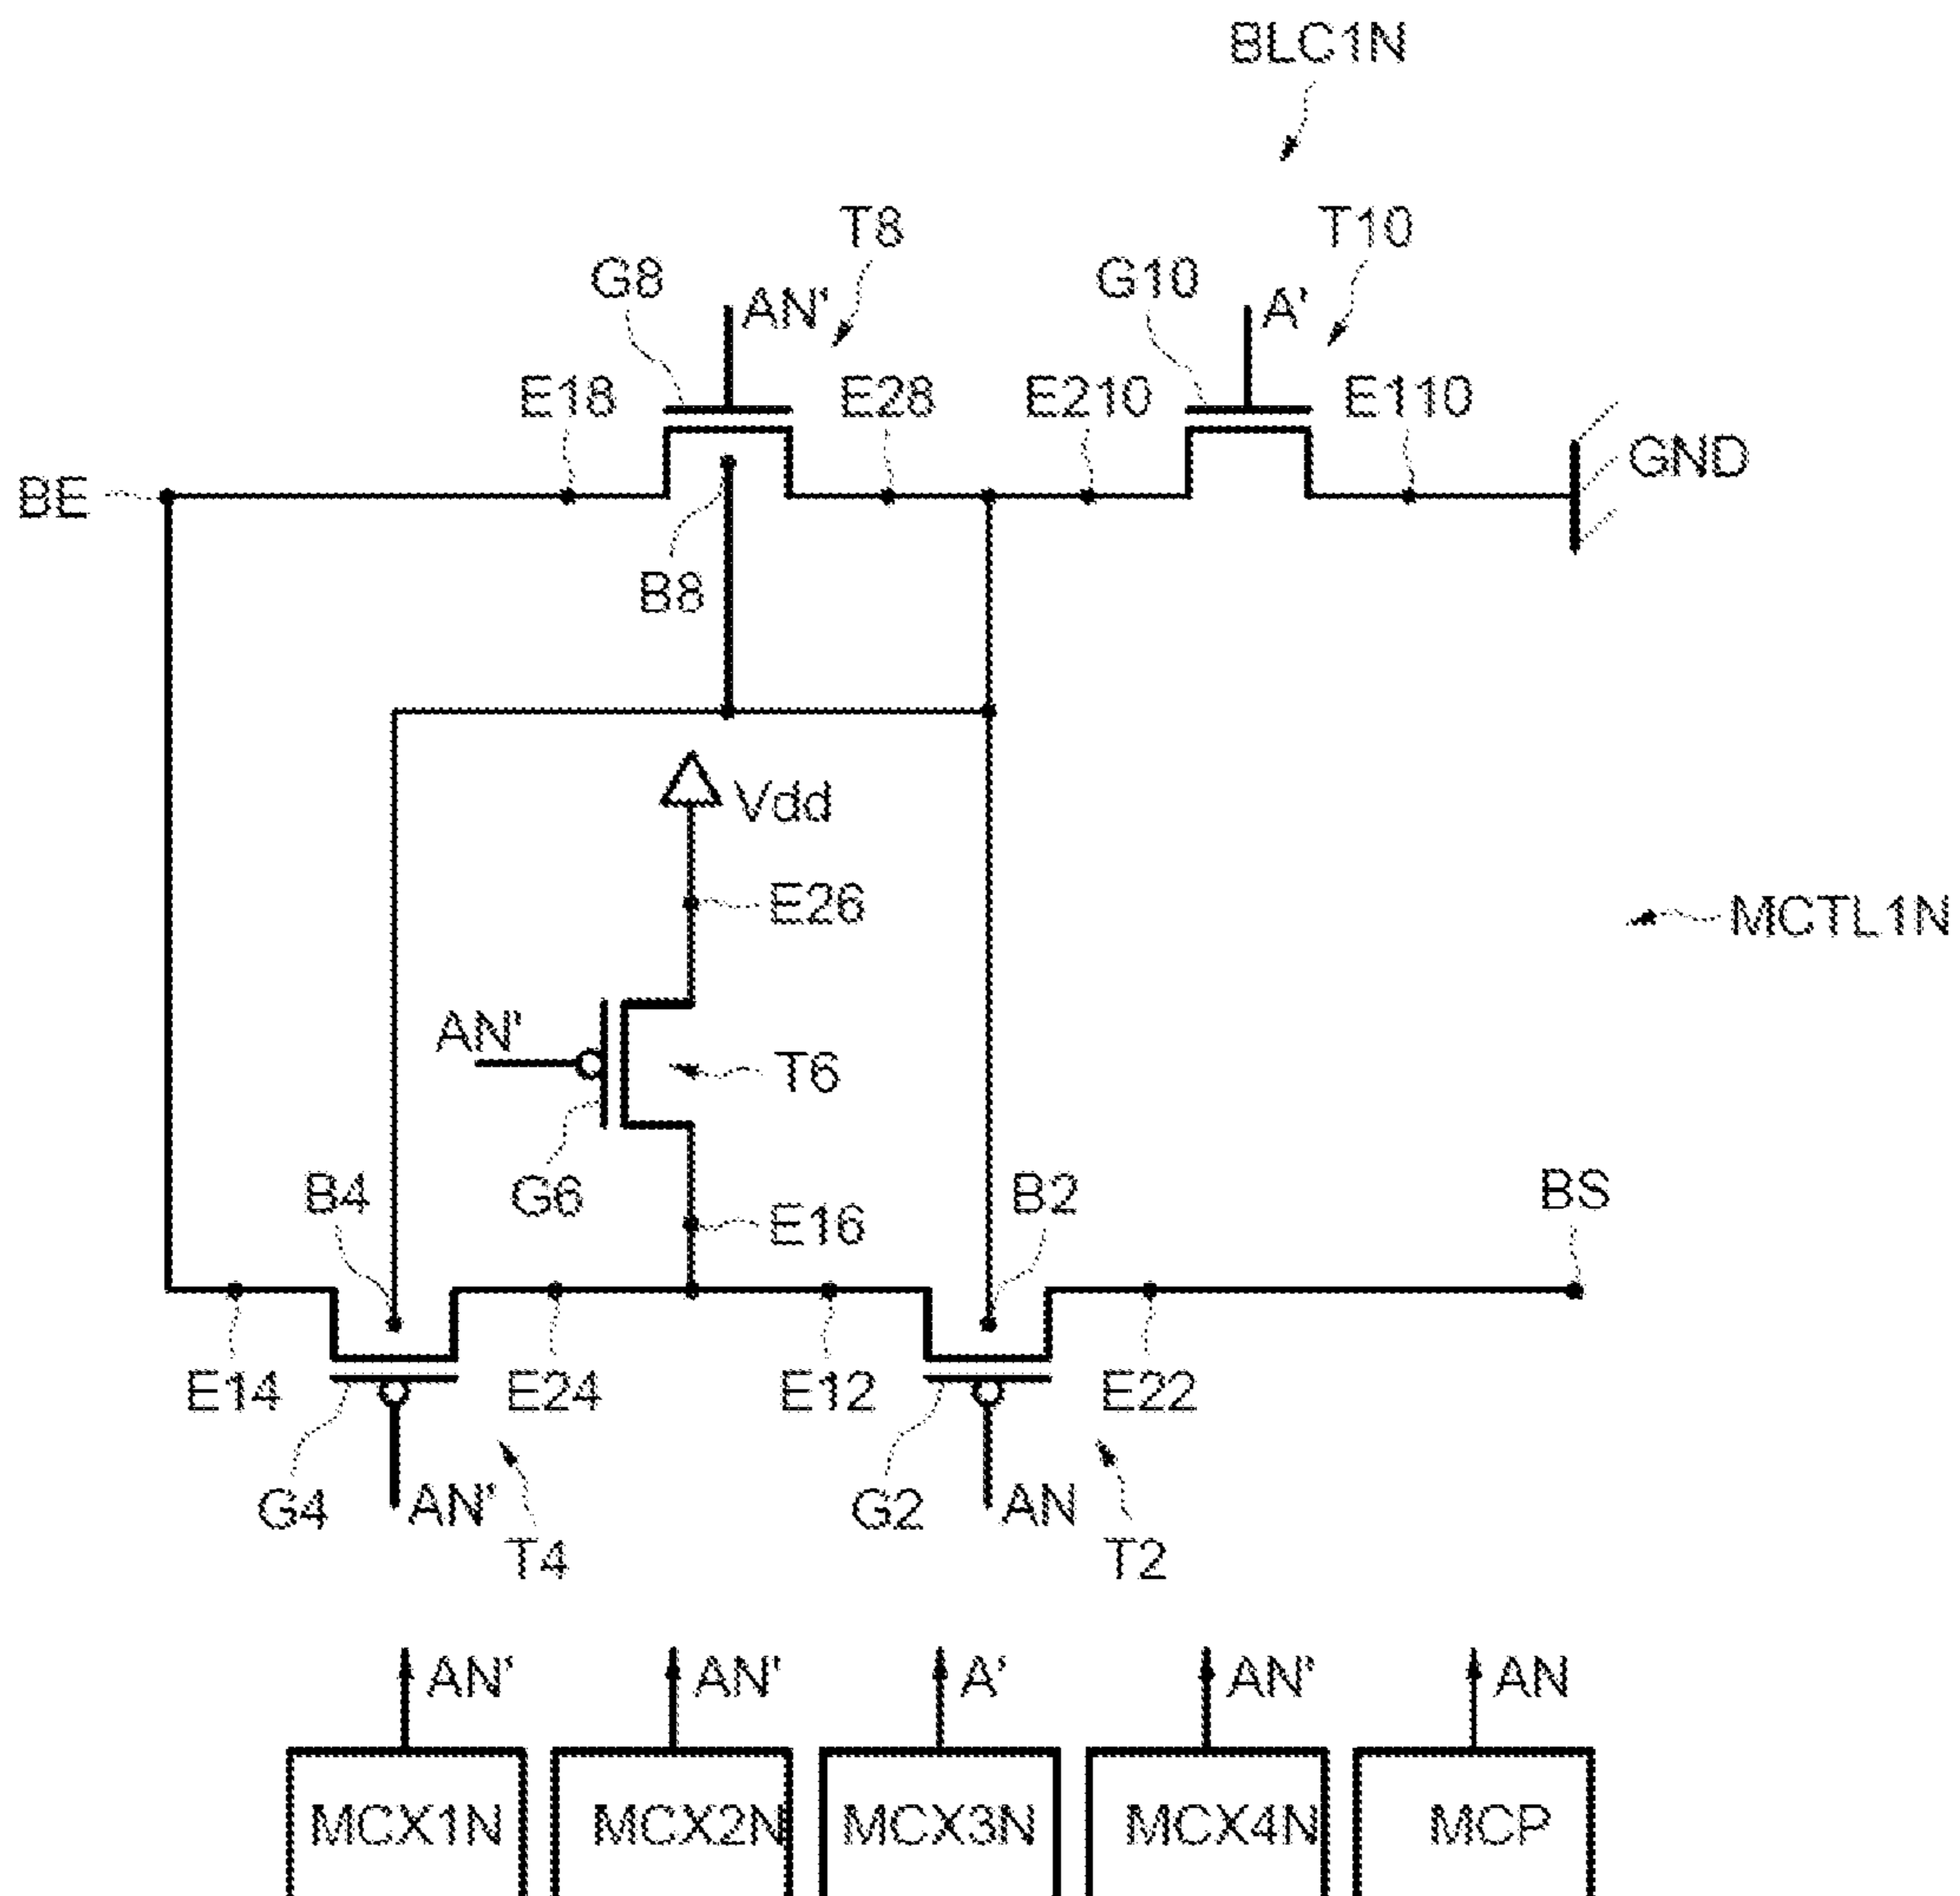 BLC1N
T8
T10
G8
AN'
G10
A'
E18
E28
E210
E110
BE
GND
B8
Vdd
E26
MCTL1N
AN'
T6
G6
E16
B4
B2
BS
E14
E24
E12
E22
G4
AN'
T4
G2
AN
T2
AN'
AN'
A'
AN'
AN
MCX1N
MCX2N
MCX3N
MCX4N
MCP